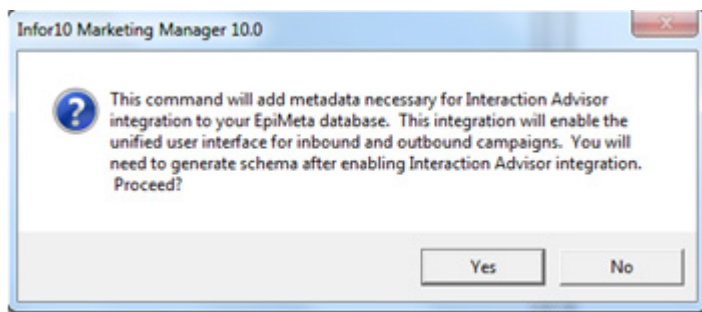 Infor10 Marketing Manager 10.0
This command will add metadata necessary for Interaction Advisor
integration to your EpiMeta database.  This integration will enable the
unified user interface for inbound and outbound campaigns.  You will
need to generate schema after enabling Interaction Advisor integration.
Proceed?
Yes
No